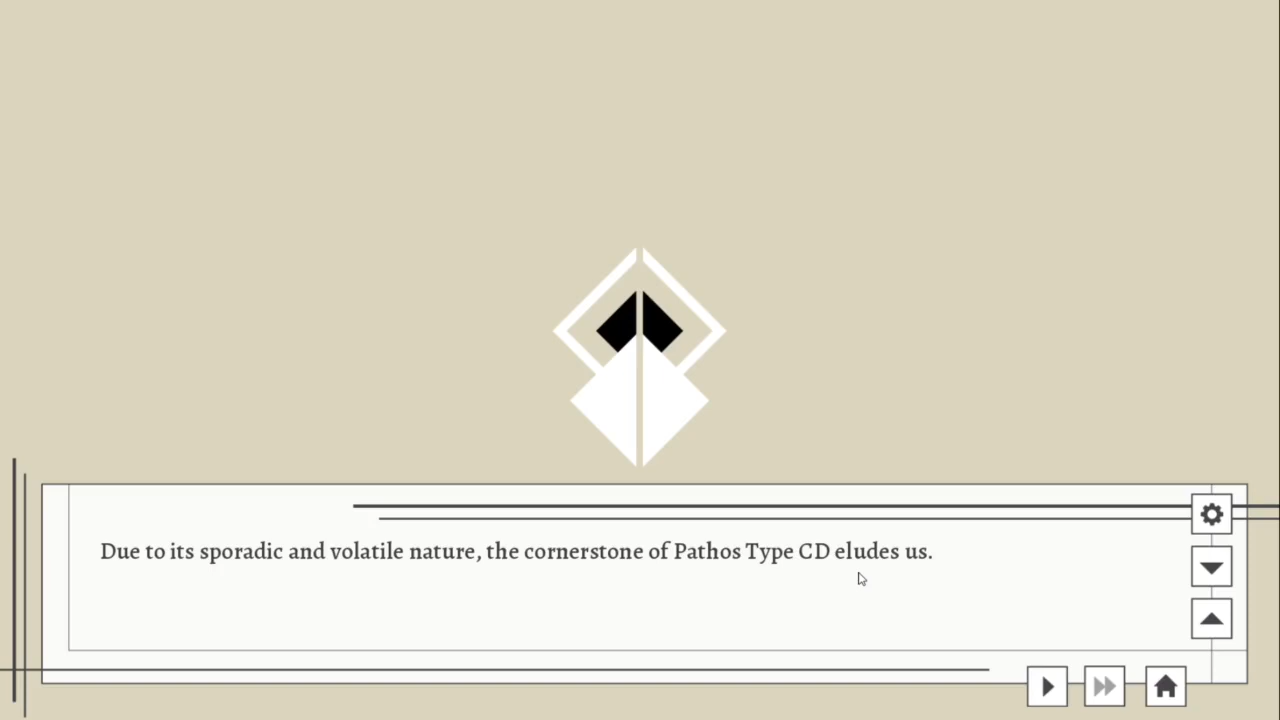 Due to its sporadic and volatile nature, the cornerstone of Pathos Type CD eludes us.